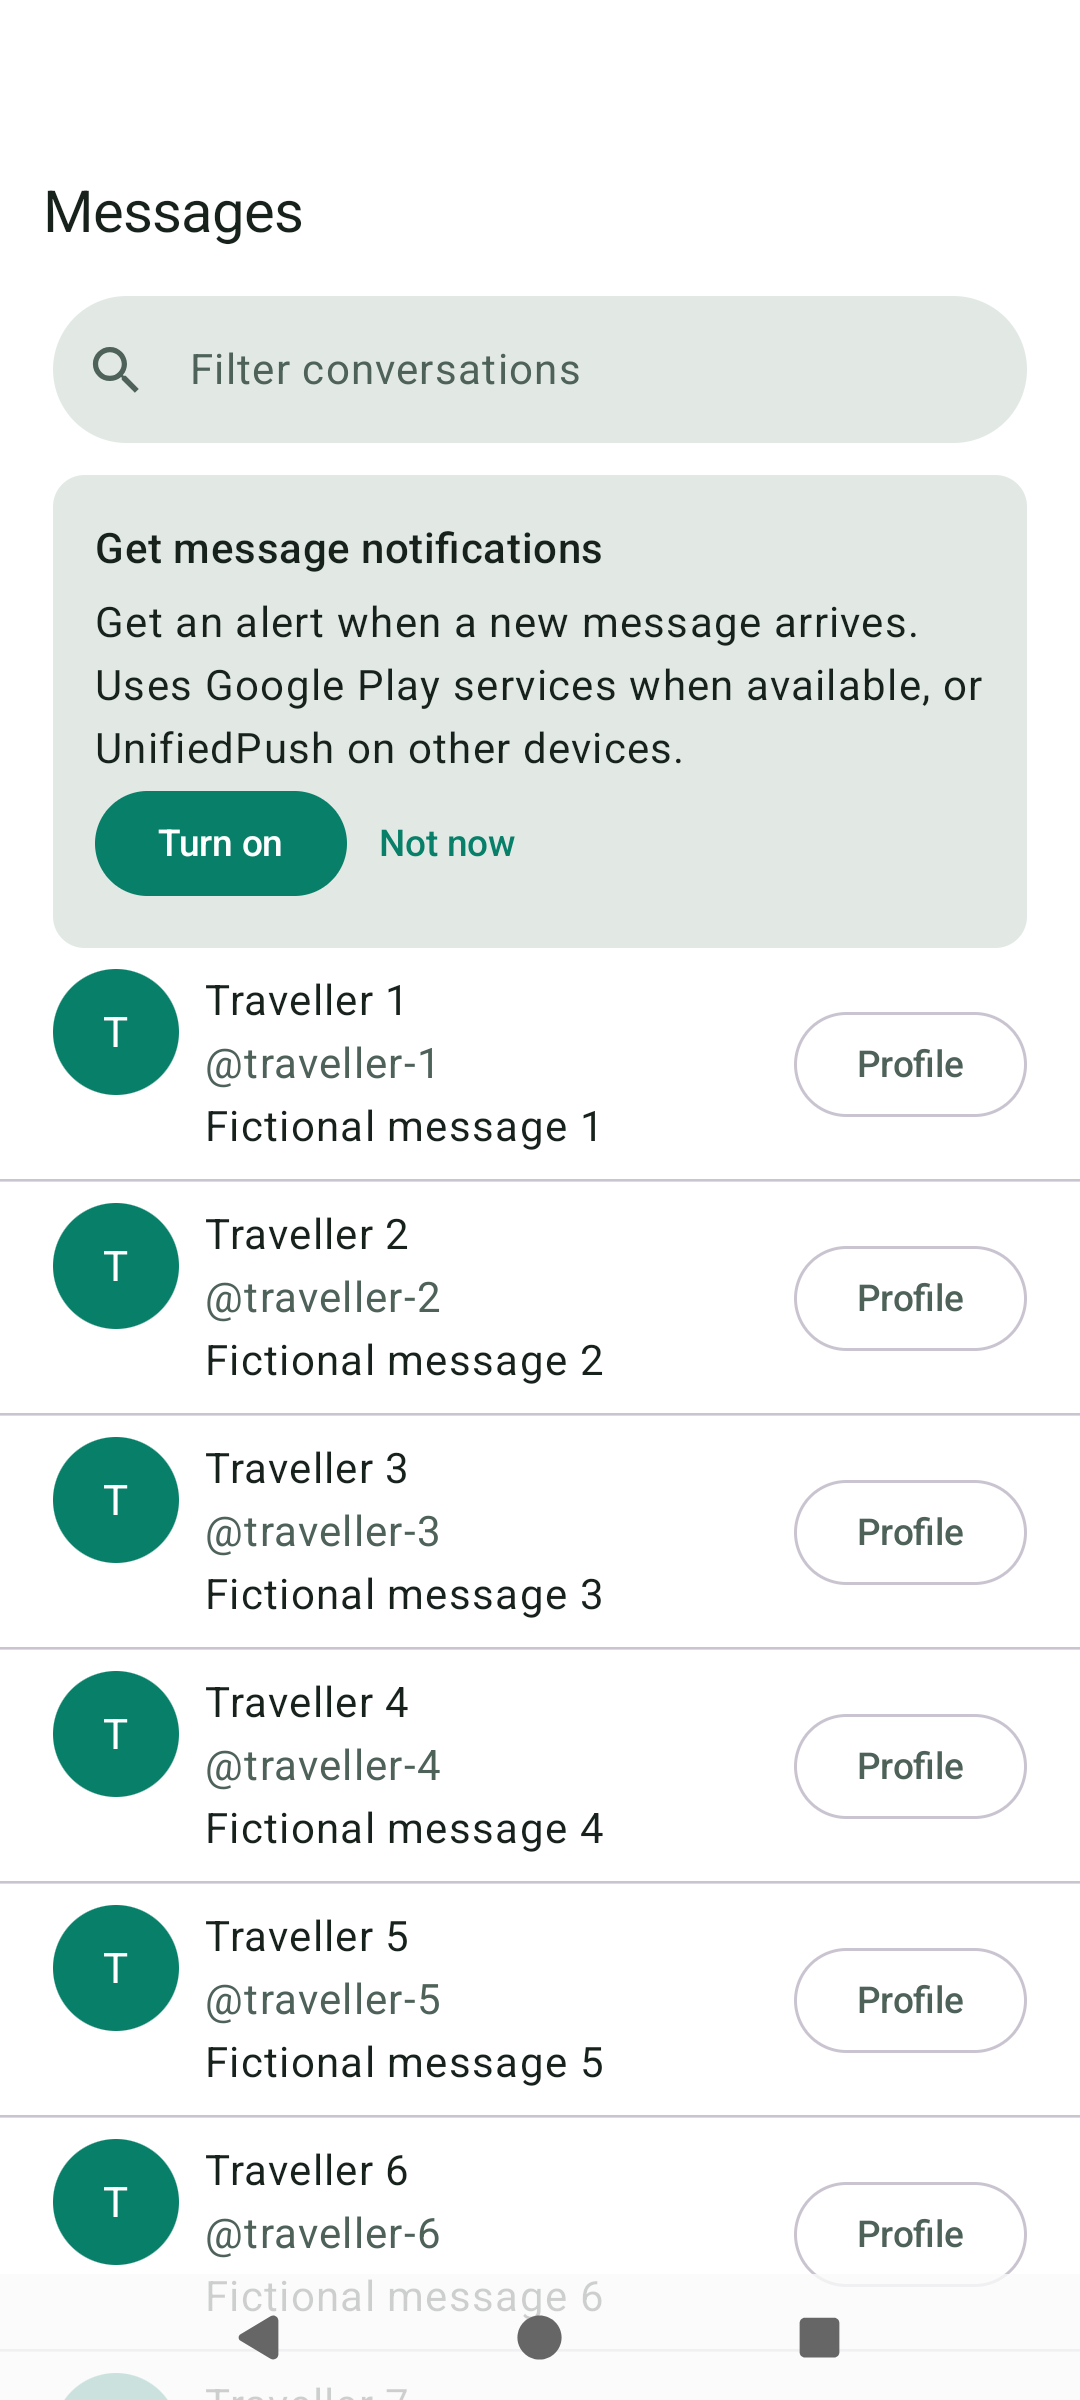 Messages
Filter conversations
Get message notifications
Get an alert when a new message arrives.
Uses Google Play services when available, or
UnifiedPush on other devices.
Turn on
Not now
T
Traveller 1
@traveller-1
Fictional message 1
Profile
T
Traveller 2
@traveller-2
Fictional message 2
Profile
T
Traveller 3
@traveller-3
Fictional message 3
Profile
T
Traveller 4
@traveller-4
Fictional message 4
Profile
T
Traveller 5
@traveller-5
Fictional message 5
Profile
T
Traveller 6
@traveller-6
Fictional message 6
Profile
Traveller 7